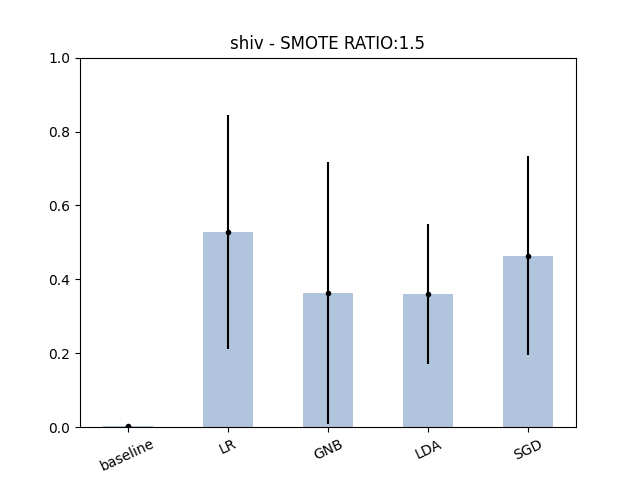 shiv - SMOTE RATIO:1.5
1.0
0.8
0.6
0.4
0.2
0.0
baseline
LR
GNB
LDA
SGD